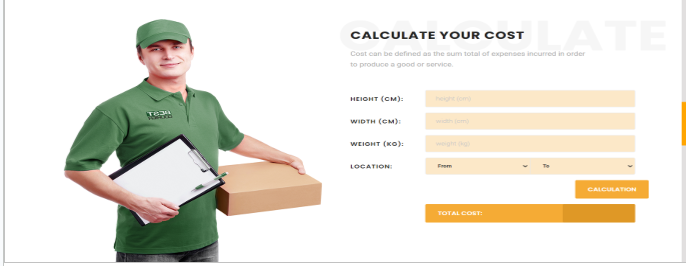 CALCULATE
CALCULATE YOUR COST
Cost can be defined as the sum total of expenses incurred in order
to produce a good or service.
HEIGHT (CM): height (cm)
WIDTH (CM): width (cm)
WEIGHT (KG): weight (kg)
LOCATION: From To
CALCULATION
TOTAL COST: